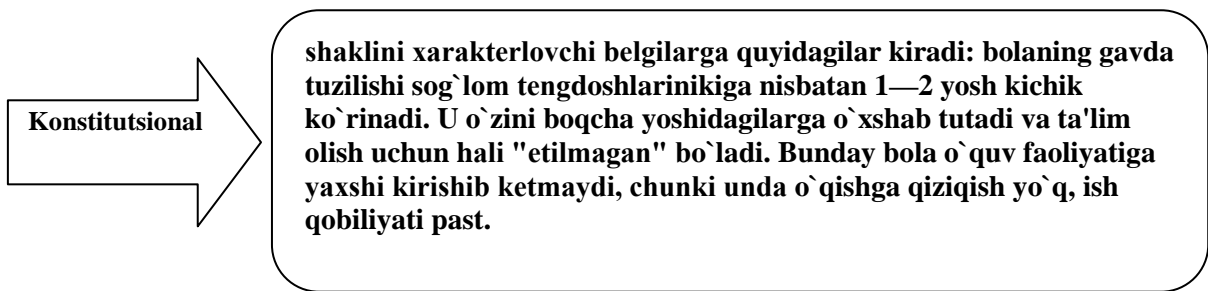 Konstitutsional
shaklini xarakterlovchi belgilarga quyidagilar kiradi: bolaning gavda
tuzilishi sog`lom tengdoshlarinikiga nisbatan 1—2 yosh kichik
ko`rinadi. U o`zini boqcha yoshidagilarga o`xshab tutadi va ta'lim
olish uchun hali "etilmagan" bo`ladi. Bunday bola o`quv faoliyatiga
yaxshi kirishib ketmaydi, chunki unda o`qishga qiziqish yo`q, ish
qobiliyati past.